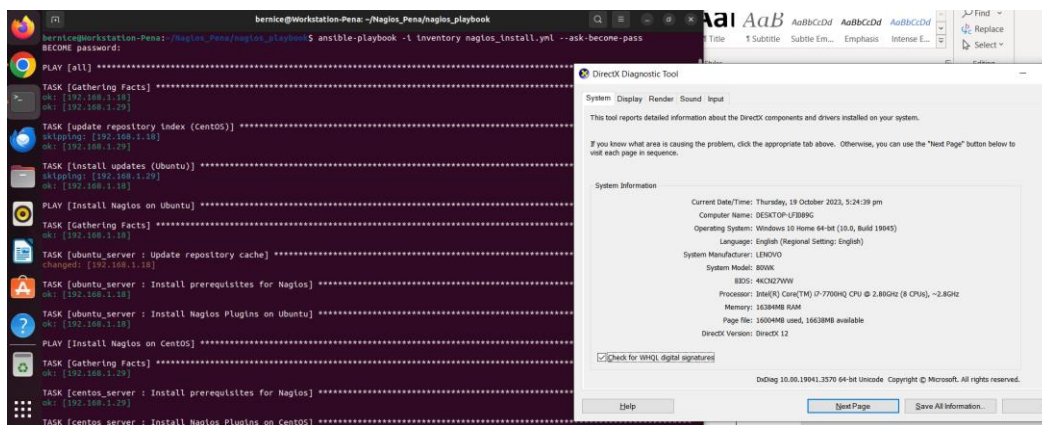 bernice@Workstation-Pena: ~/Nagios_Pena/nagios_playbook
bernice@Workstation-Pena:~/Nagios_Pena/nagios_playbook$ ansible-playbook -i inventory nagios_install.yml --ask-become-pass
BECOME password:
PLAY [all] ****
TASK [Gathering Facts] ****
ok: [192.168.1.18]
ok: [192.168.1.29]
TASK [update repository index (CentOS)] ****
skipping: [192.168.1.18]
ok: [192.168.1.29]
TASK [install updates (Ubuntu)] ****
skipping: [192.168.1.29]
ok: [192.168.1.18]
PLAY [Install Nagios on Ubuntu] ****
TASK [Gathering Facts] ****
ok: [192.168.1.18]
TASK [ubuntu_server : Update repository cache] ****
changed: [192.168.1.18]
TASK [ubuntu_server : Install prerequisites for Nagios] ****
ok: [192.168.1.18]
TASK [ubuntu_server : Install Nagios Plugins on Ubuntu] ****
ok: [192.168.1.18]
PLAY [Install Nagios on CentOS] ****
TASK [Gathering Facts] ****
ok: [192.168.1.29]
TASK [centos_server : Install prerequisites for Nagios] ****
ok: [192.168.1.29]
TASK [centos_server : Install Nagios Plugins on CentOS] ****
AaB AaBbCcDd AaBbCcDd AaBbCcDd
Title ¶ Subtitle Subtle Em... Emphasis Intense E...
Find
Replace
Select
DirectX Diagnostic Tool
System Display Render Sound Input
This tool reports detailed information about the DirectX components and drivers installed on your system.
If you know what area is causing the problem, click the appropriate tab above. Otherwise, you can use the "Next Page" button below to
visit each page in sequence.
System Information
Current Date/Time: Thursday, 19 October 2023, 5:24:39 pm
Computer Name: DESKTOP-LFI089G
Operating System: Windows 10 Home 64-bit (10.0, Build 19045)
Language: English (Regional Setting: English)
System Manufacturer: LENOVO
System Model: 80WK
BIOS: 4KCN27WW
Processor: Intel(R) Core(TM) i7-7700HQ CPU @ 2.80GHz (8 CPUs), ~2.8GHz
Memory: 16384MB RAM
Page file: 16004MB used, 16638MB available
DirectX Version: DirectX 12
Check for WHQL digital signatures
DxDiag 10.00.19041.3570 64-bit Unicode Copyright © Microsoft. All rights reserved.
Help
Next Page
Save All Information...